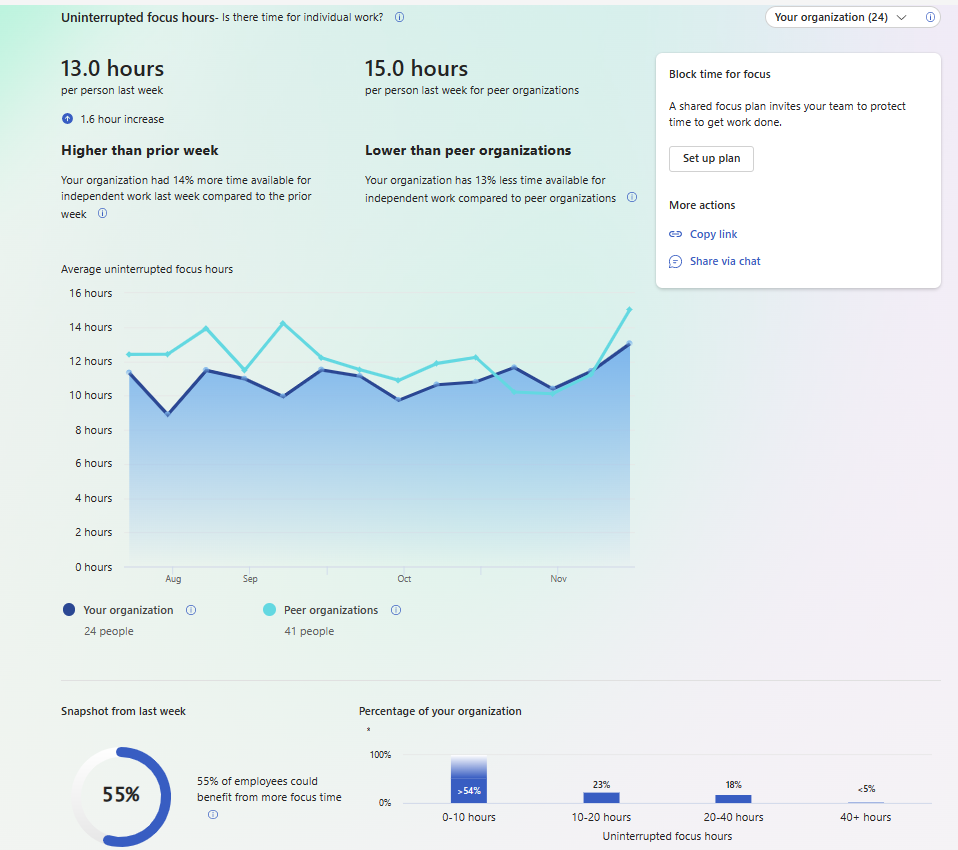 Uninterrupted focus hours- Is there time for individual work?
Your organization (24)
13.0 hours
per person last week
1.6 hour increase
Higher than prior week
Your organization had 14% more time available for
independent work last week compared to the prior
week
15.0 hours
per person last week for peer organizations
Lower than peer organizations
Your organization has 13% less time available for
independent work compared to peer organizations
Block time for focus
A shared focus plan invites your team to protect
time to get work done.
Set up plan
More actions
Copy link
Share via chat
Average uninterrupted focus hours
16 hours
14 hours
12 hours
10 hours
8 hours
6 hours
4 hours
2 hours
0 hours
Aug
Sep
Oct
Nov
Your organization
24 people
Peer organizations
41 people
Snapshot from last week
55%
55% of employees could
benefit from more focus time
Percentage of your organization
*
100%
0%
>54%
23%
18%
<5%
0-10 hours
10-20 hours
20-40 hours
40+ hours
Uninterrupted focus hours